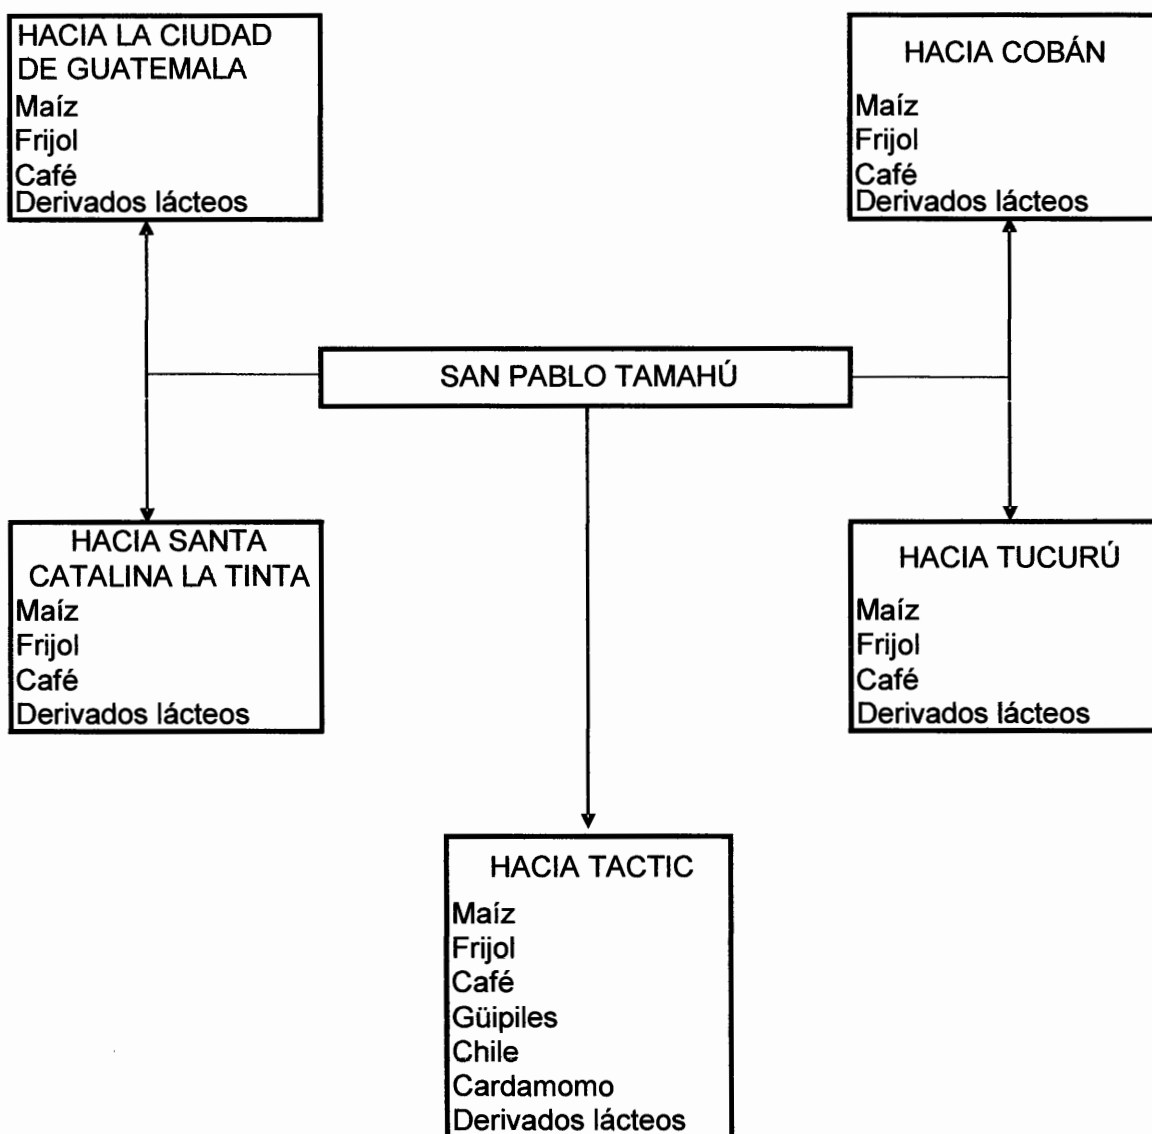 HACIA LA CIUDAD
DE GUATEMALA
Maíz
Frijol
Café
Derivados lácteos
HACIA COBÁN
Maíz
Frijol
Café
Derivados lácteos
SAN PABLO TAMAHÚ
HACIA SANTA
CATALINA LA TINTA
Maíz
Frijol
Café
Derivados lácteos
HACIA TUCURÚ
Maíz
Frijol
Café
Derivados lácteos
HACIA TACTIC
Maíz
Frijol
Café
Güipiles
Chile
Cardamomo
Derivados lácteos